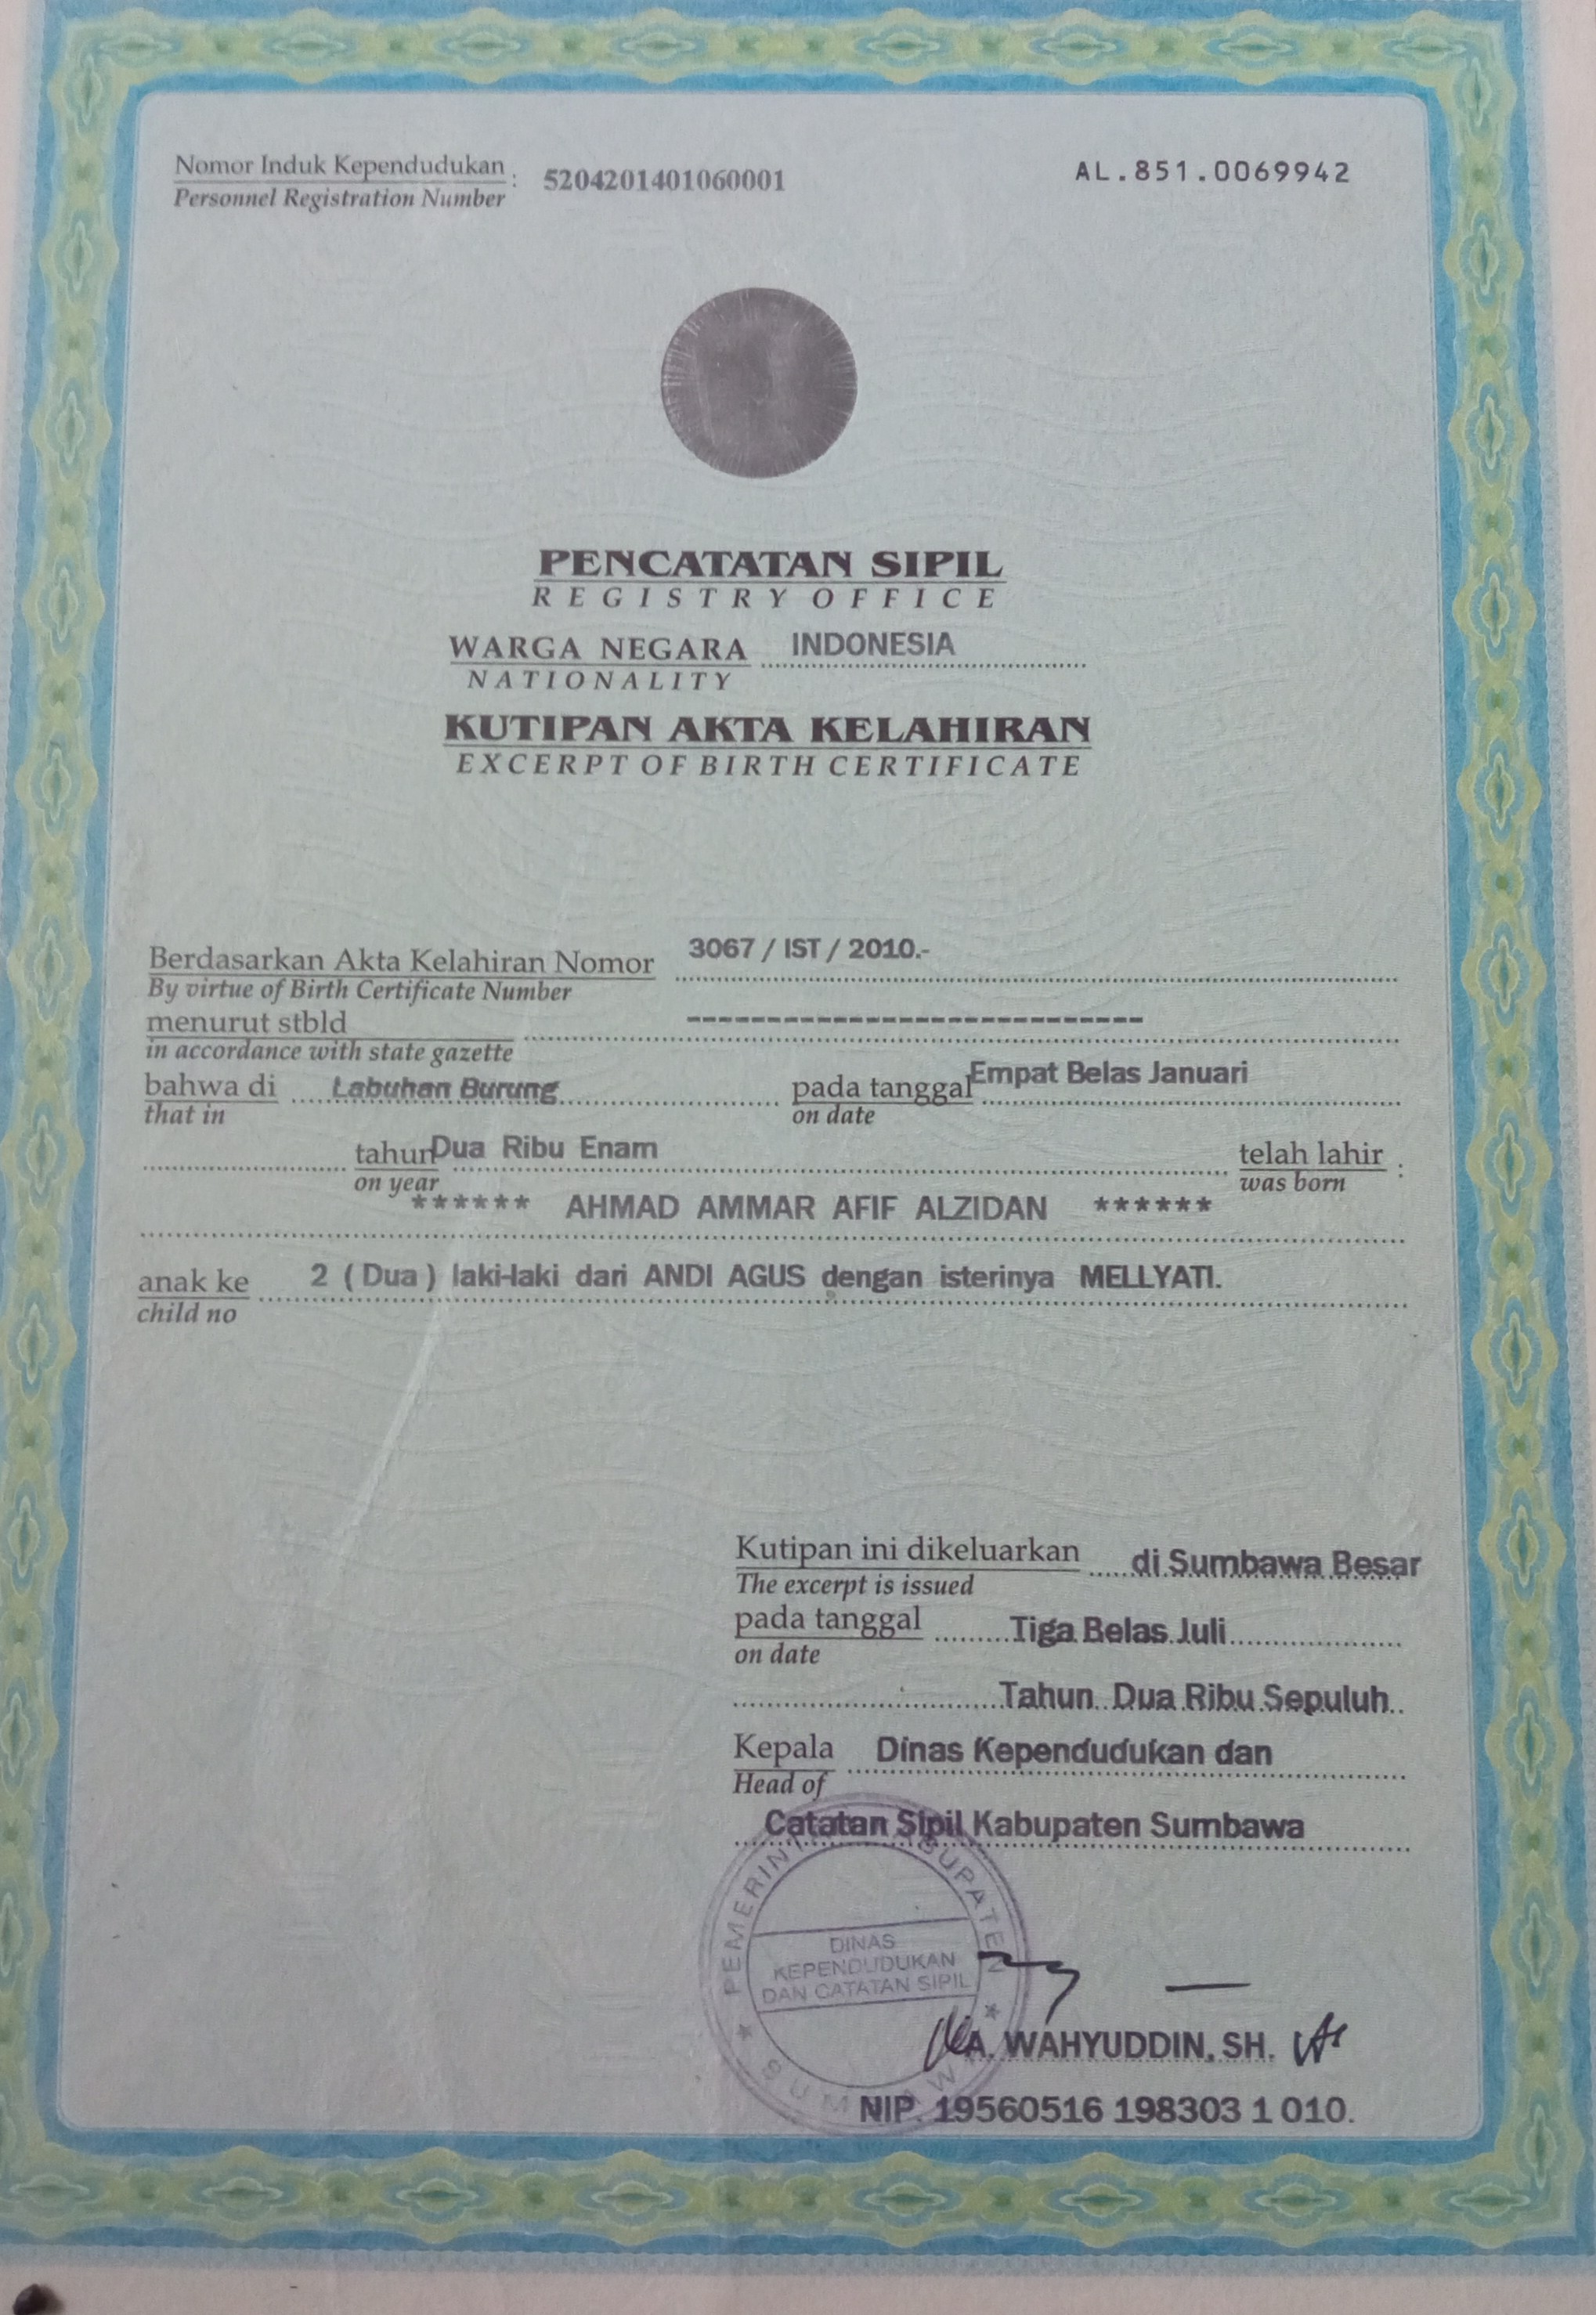 Nomor Induk Kependudukan : 5204201401060001
Personnel Registration Number
AL.851.0069942
PENCATATAN SIPIL
REGISTRY OFFICE
WARGA NEGARA INDONESIA
NATIONALITY
KUTIPAN AKTA KELAHIRAN
EXCERPT OF BIRTH CERTIFICATE
Berdasarkan Akta Kelahiran Nomor 3067 / IST / 2010.-
By virtue of Birth Certificate Number
menurut stbld ----------------------------
in accordance with state gazette
bahwa di Labuhan Burung pada tanggal Empat Belas Januari
that in on date
tahun Dua Ribu Enam telah lahir :
on year was born
****** AHMAD AMMAR AFIF ALZIDAN ******
anak ke 2 ( Dua ) laki-laki dari ANDI AGUS dengan isterinya MELLYATI.
child no
Kutipan ini dikeluarkan di Sumbawa Besar
The excerpt is issued
pada tanggal Tiga Belas Juli
on date
Tahun Dua Ribu Sepuluh
Kepala Dinas Kependudukan dan
Head of
Catatan Sipil Kabupaten Sumbawa
DINAS
KEPENDUDUKAN
DAN CATATAN SIPIL
A. WAHYUDDIN, SH.
NIP. 19560516 198303 1 010.